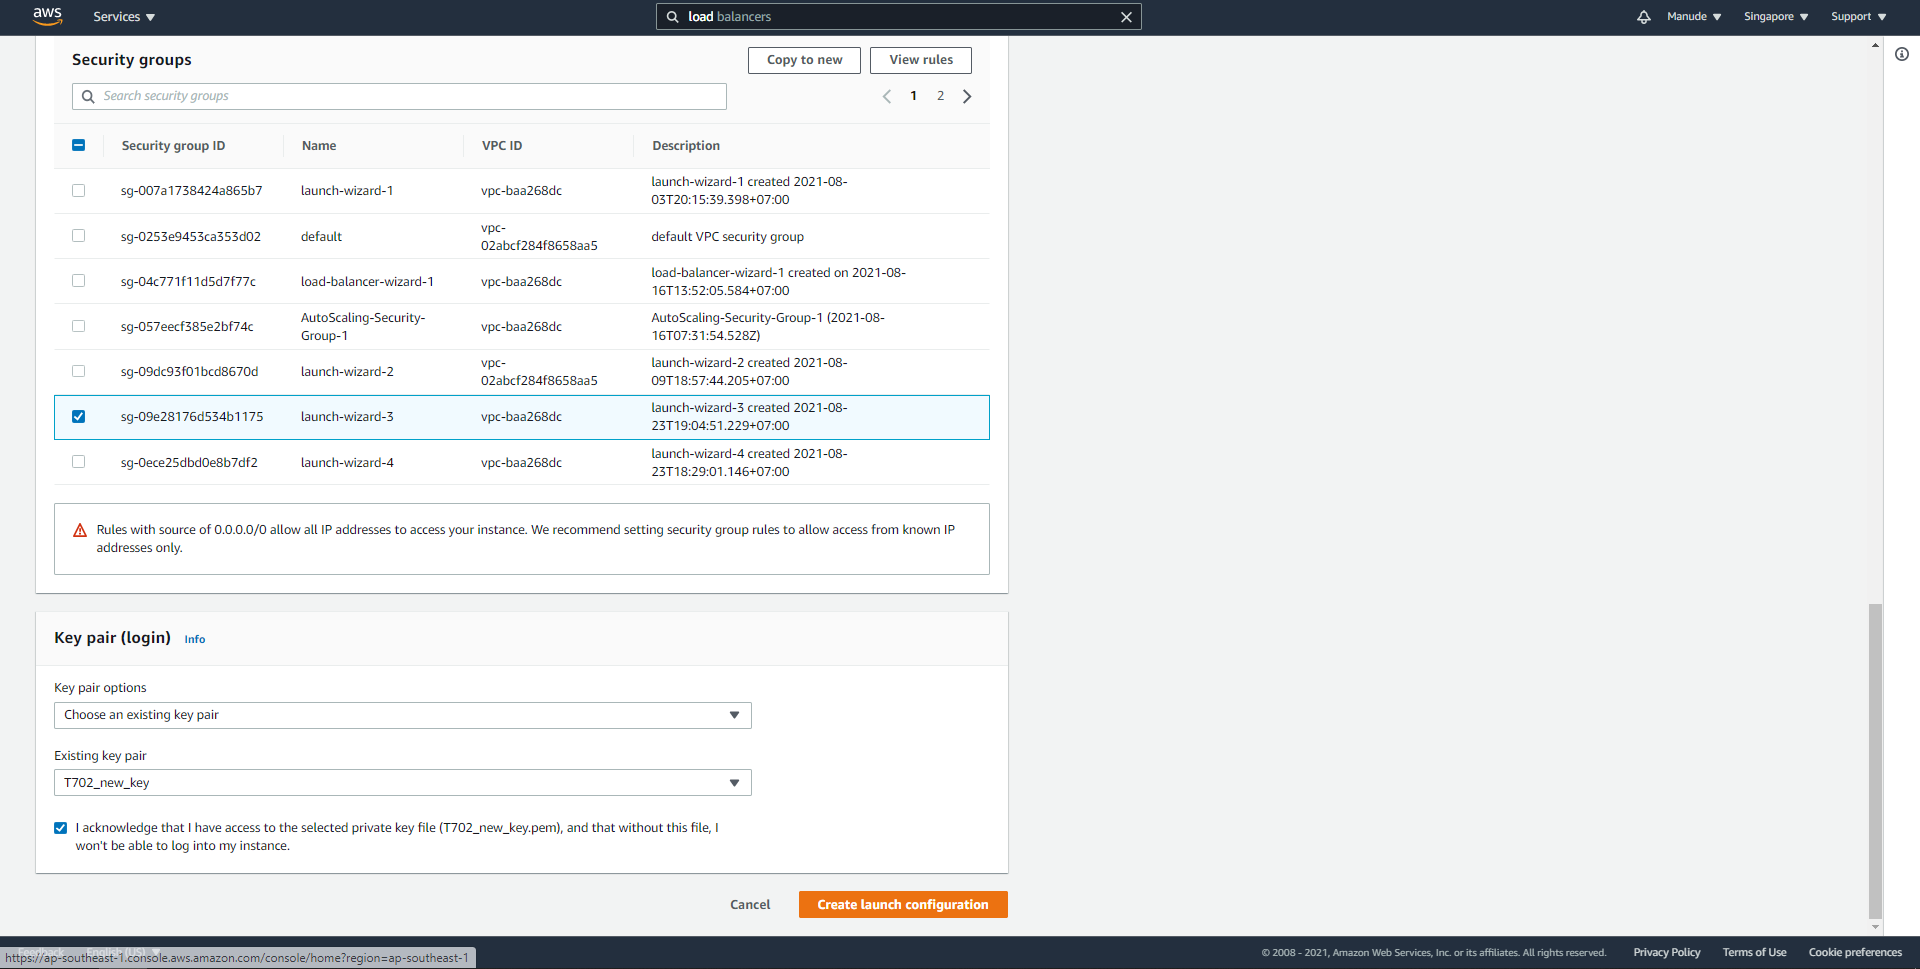 aws
Services
load balancers
Manude
Singapore
Support
Security groups
Copy to new
View rules
Search security groups
1
2
Security group ID
Name
VPC ID
Description
sg-007a1738424a865b7
launch-wizard-1
vpc-baa268dc
launch-wizard-1 created 2021-08-
03T20:15:39.398+07:00
sg-0253e9453ca353d02
default
vpc-
02abcf284f8658aa5
default VPC security group
sg-04c771f11d5d7f77c
load-balancer-wizard-1
vpc-baa268dc
load-balancer-wizard-1 created on 2021-08-
16T13:52:05.584+07:00
sg-057eecf385e2bf74c
AutoScaling-Security-
Group-1
vpc-baa268dc
AutoScaling-Security-Group-1 (2021-08-
16T07:31:54.528Z)
sg-09dc93f01bcd8670d
launch-wizard-2
vpc-
02abcf284f8658aa5
launch-wizard-2 created 2021-08-
09T18:57:44.205+07:00
sg-09e28176d534b1175
launch-wizard-3
vpc-baa268dc
launch-wizard-3 created 2021-08-
23T19:04:51.229+07:00
sg-0ece25dbd0e8b7df2
launch-wizard-4
vpc-baa268dc
launch-wizard-4 created 2021-08-
23T18:29:01.146+07:00
Rules with source of 0.0.0.0/0 allow all IP addresses to access your instance. We recommend setting security group rules to allow access from known IP
addresses only.
Key pair (login)
Info
Key pair options
Choose an existing key pair
Existing key pair
T702_new_key
I acknowledge that I have access to the selected private key file (T702_new_key.pem), and that without this file, I
won't be able to log into my instance.
Cancel
Create launch configuration
Feedback
English (US)
https://ap-southeast-1.console.aws.amazon.com/console/home?region=ap-southeast-1
© 2008 - 2021, Amazon Web Services, Inc. or its affiliates. All rights reserved.
Privacy Policy
Terms of Use
Cookie preferences